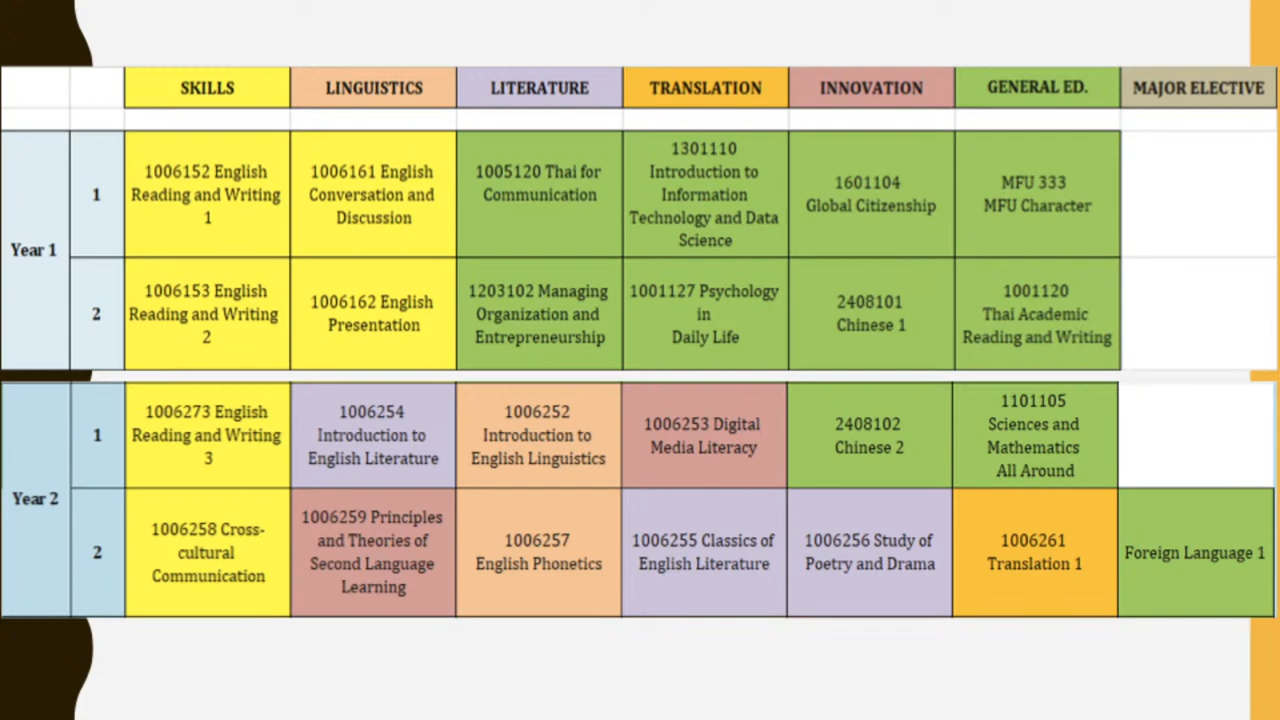 SKILLS LINGUISTICS LITERATURE TRANSLATION INNOVATION GENERAL ED. MAJOR ELECTIVE
Year 1
1
1006152 English
Reading and Writing
1
1006161 English
Conversation and
Discussion
1005120 Thai for
Communication
1301110
Introduction to
Information
Technology and Data
Science
1601104
Global Citizenship
MFU 333
MFU Character
2
1006153 English
Reading and Writing
2
1006162 English
Presentation
1203102 Managing
Organization and
Entrepreneurship
1001127 Psychology
in
Daily Life
2408101
Chinese 1
1001120
Thai Academic
Reading and Writing
Year 2
1
1006273 English
Reading and Writing
3
1006254
Introduction to
English Literature
1006252
Introduction to
English Linguistics
1006253 Digital
Media Literacy
2408102
Chinese 2
1101105
Sciences and
Mathematics
All Around
2
1006258 Cross-
cultural
Communication
1006259 Principles
and Theories of
Second Language
Learning
1006257
English Phonetics
1006255 Classics of
English Literature
1006256 Study of
Poetry and Drama
1006261
Translation 1
Foreign Language 1